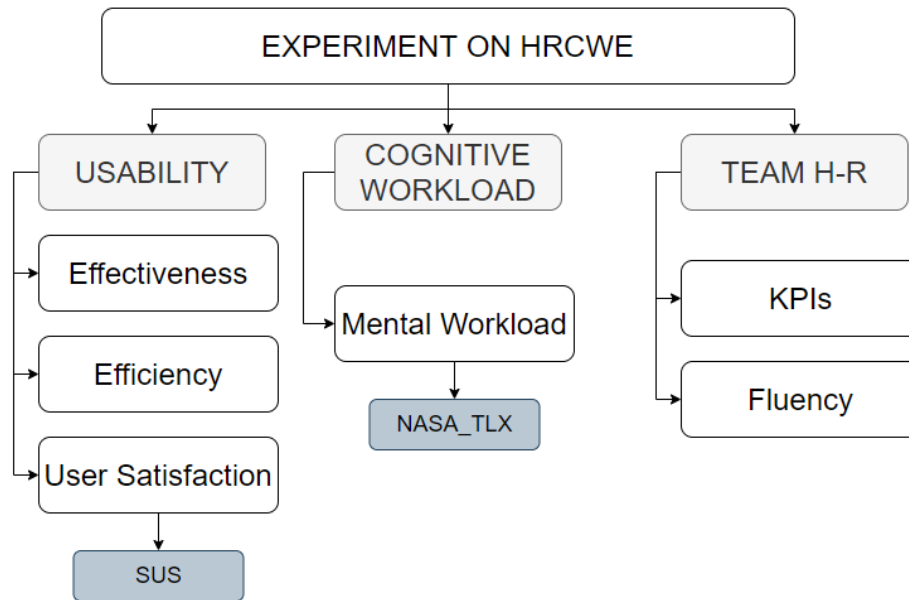 EXPERIMENT ON HRCWE
USABILITY
COGNITIVE
WORKLOAD
TEAM H-R
Effectiveness
Efficiency
User Satisfaction
SUS
Mental Workload
NASA_TLX
KPIs
Fluency